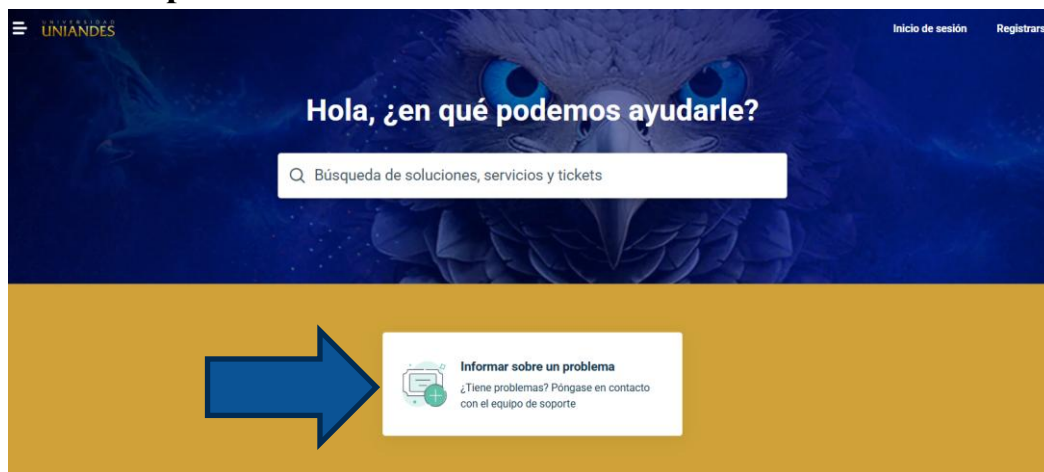 UNIVERSIDAD
UNIANDES
Inicio de sesión
Hola, ¿en qué podemos ayudarle?
Búsqueda de soluciones, servicios y tickets
Informar sobre un problema
¿Tiene problemas? Póngase en contacto
con el equipo de soporte